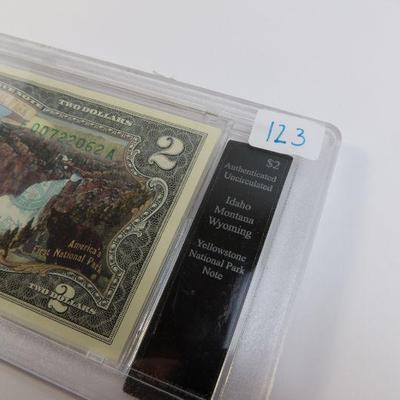 TWO DOLLARS
00722062 A
2
America's
First National Park
TWO DOLLARS
2
123
$2
Authenticated
Uncirculated
Idaho
Montana
Wyoming
Yellowstone
National Park
Note